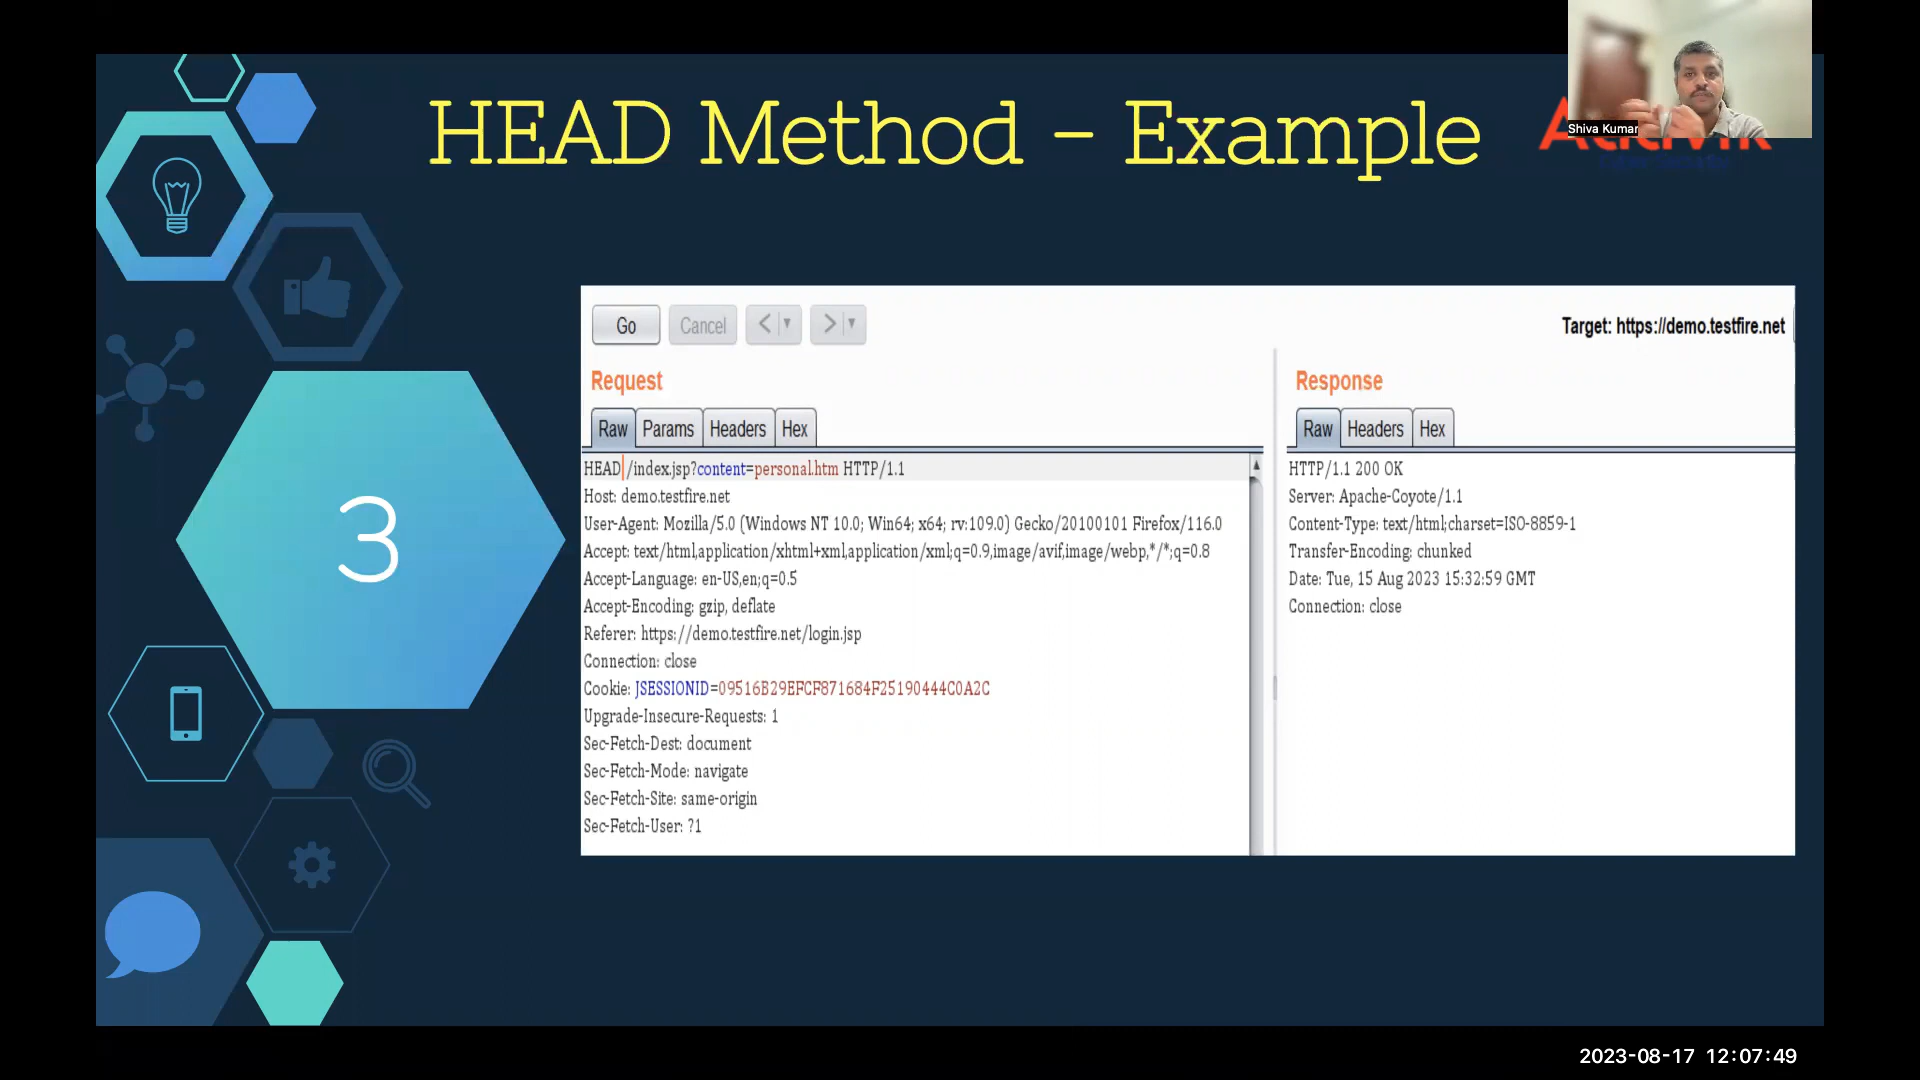 HEAD Method – Example
Shiva Kumar
3
Go
Cancel
Target: https://demo.testfire.net
Request
Raw Params Headers Hex
HEAD /index.jsp?content=personal.htm HTTP/1.1
Host: demo.testfire.net
User-Agent: Mozilla/5.0 (Windows NT 10.0; Win64; x64; rv:109.0) Gecko/20100101 Firefox/116.0
Accept: text/html,application/xhtml+xml,application/xml;q=0.9,image/avif,image/webp,*/*;q=0.8
Accept-Language: en-US,en;q=0.5
Accept-Encoding: gzip, deflate
Referer: https://demo.testfire.net/login.jsp
Connection: close
Cookie: JSESSIONID=09516B29EFCF871684F25190444C0A2C
Upgrade-Insecure-Requests: 1
Sec-Fetch-Dest: document
Sec-Fetch-Mode: navigate
Sec-Fetch-Site: same-origin
Sec-Fetch-User: ?1
Response
Raw Headers Hex
HTTP/1.1 200 OK
Server: Apache-Coyote/1.1
Content-Type: text/html;charset=ISO-8859-1
Transfer-Encoding: chunked
Date: Tue, 15 Aug 2023 15:32:59 GMT
Connection: close
2023-08-17 12:07:49